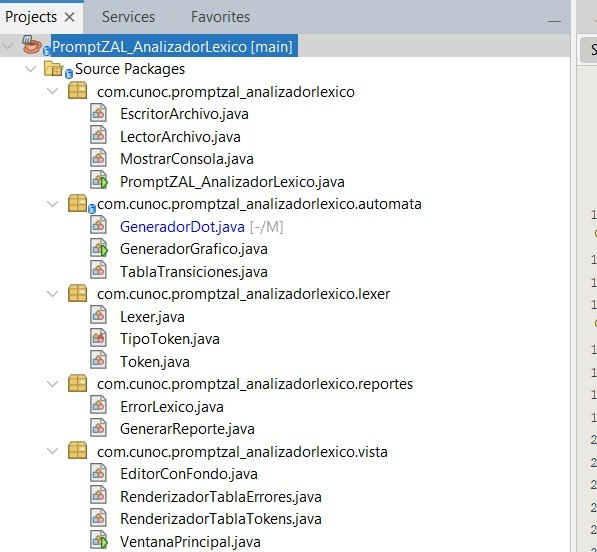 Projects
Services
Favorites
PromptZAL_AnalizadorLexico [main]
Source Packages
com.cunoc.promptzal_analizadorlexico
EscritorArchivo.java
LectorArchivo.java
MostrarConsola.java
PromptZAL_AnalizadorLexico.java
com.cunoc.promptzal_analizadorlexico.automata
GeneradorDot.java [-/M]
GeneradorGrafico.java
TablaTransiciones.java
com.cunoc.promptzal_analizadorlexico.lexer
Lexer.java
TipoToken.java
Token.java
com.cunoc.promptzal_analizadorlexico.reportes
ErrorLexico.java
GenerarReporte.java
com.cunoc.promptzal_analizadorlexico.vista
EditorConFondo.java
RenderizadorTablaErrores.java
RenderizadorTablaTokens.java
VentanaPrincipal.java